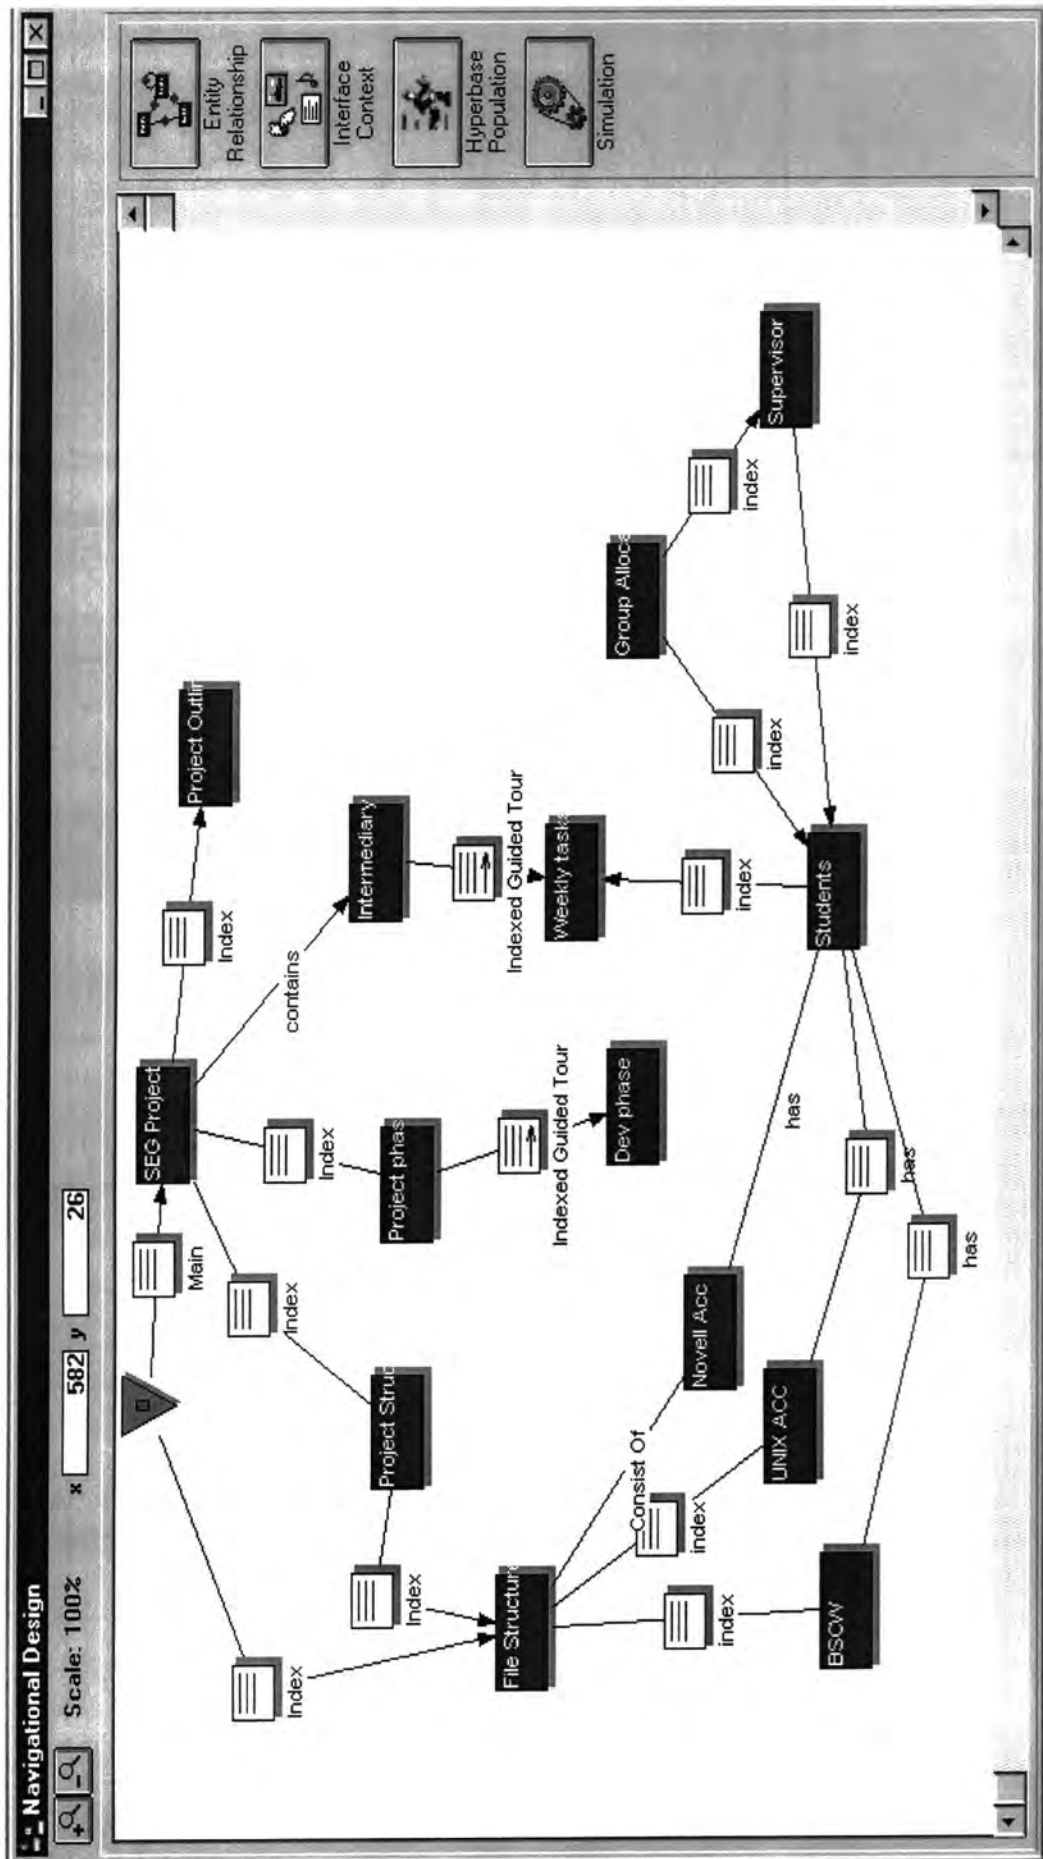 Navigational Design
Scale: 100% x 582 y 26
Entity
Relationship
Interface
Context
Hyperbase
Population
Simulation
Main
SEG Project
Index
Project Outlin
Index
Index
Index
contains
Project Struc
Project phas
Intermediary
Index
File Structure
Indexed Guided Tour
Indexed Guided Tour
Weekly tasks
Dev phase
Group Alloca
Consist Of
index
index
Novell Acc
UNIX ACC
BSCW
has
has
has
index
Students
index
index
index
Supervisor